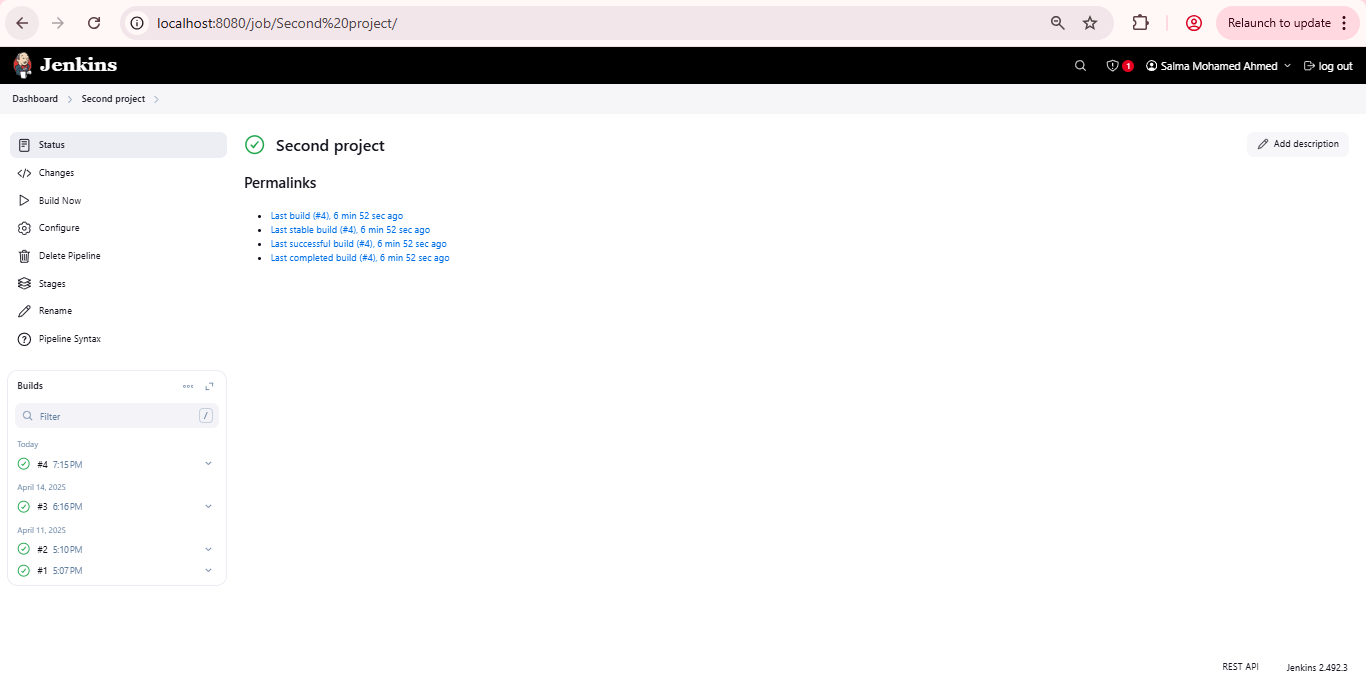 localhost:8080/job/Second%20project/
Relaunch to update
Jenkins
1
Salma Mohamed Ahmed
log out
Dashboard
Second project
Status
Changes
Build Now
Configure
Delete Pipeline
Stages
Rename
Pipeline Syntax
Second project
Add description
Permalinks
Last build (#4), 6 min 52 sec ago
Last stable build (#4), 6 min 52 sec ago
Last successful build (#4), 6 min 52 sec ago
Last completed build (#4), 6 min 52 sec ago
Builds
Filter
/
Today
#4 7:15 PM
April 14, 2025
#3 6:16 PM
April 11, 2025
#2 5:10 PM
#1 5:07 PM
REST API
Jenkins 2.492.3